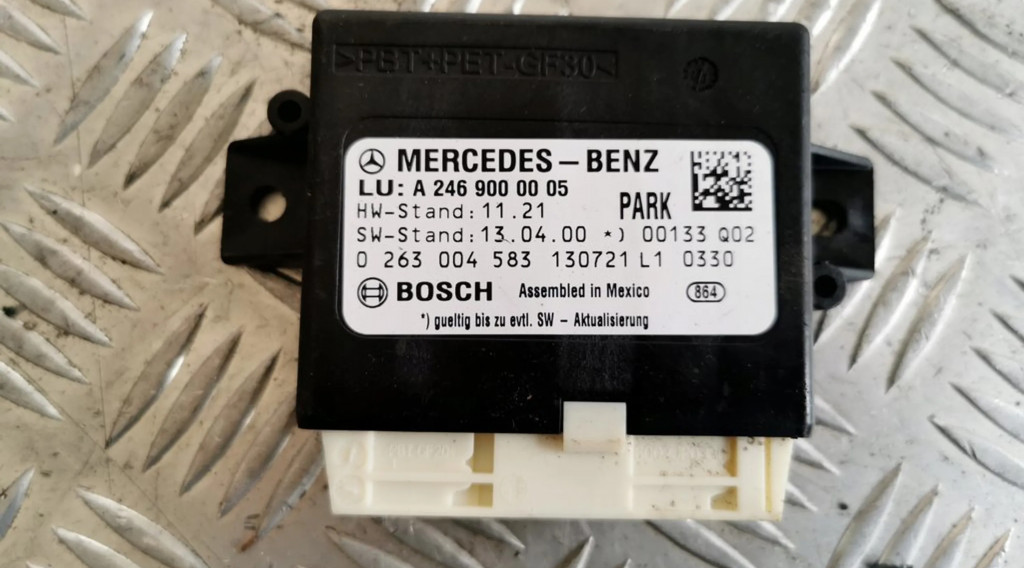 >PBT+PET-GF30<
MERCEDES-BENZ
LU: A 246 900 00 05
HW-Stand: 11.21 PARK
SW-Stand: 13.04.00 *) 00133 Q02
0 263 004 583 130721 L1 0330
BOSCH Assembled in Mexico 864
*) gueltig bis zu evtl. SW - Aktualisierung